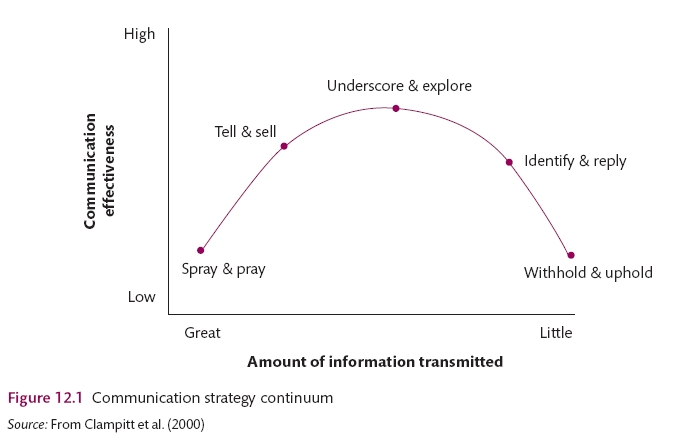 High
Underscore & explore
Tell & sell
Communication
effectiveness
Identify & reply
Spray & pray
Withhold & uphold
Low
Great
Little
Amount of information transmitted
Figure 12.1 Communication strategy continuum
Source: From Clampitt et al. (2000)